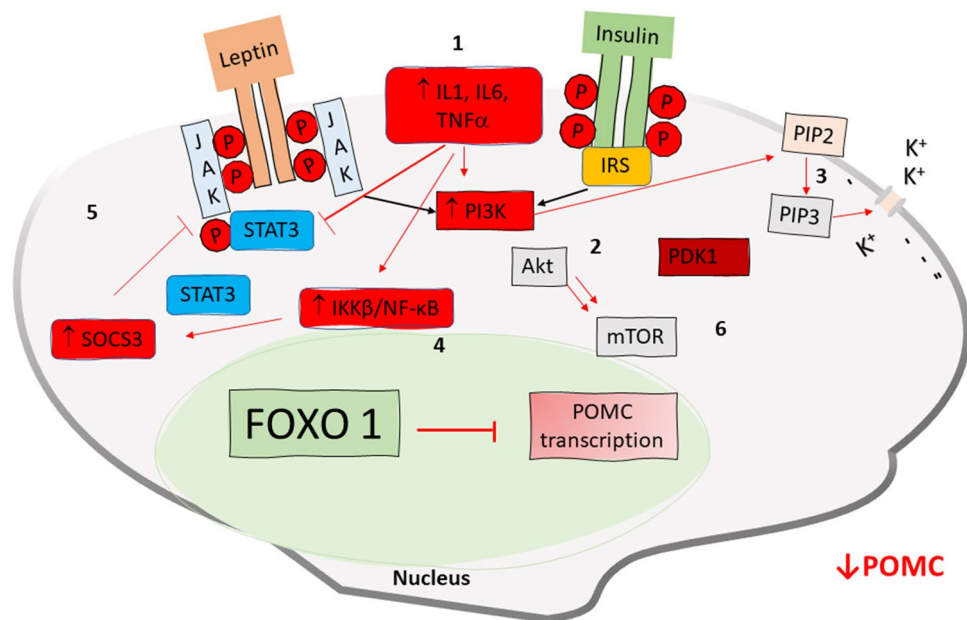 Leptin
1
Insulin
↑ IL1, IL6,
TNFα
P
P
P
P
P
P
P
P
J
A
K
J
A
K
IRS
PIP2
K⁺
K⁺
3
5
P
STAT3
↑ PI3K
PIP3
K⁺
Akt
2
PDK1
STAT3
↑ IKKβ/NF-κB
↑ SOCS3
4
mTOR
6
FOXO 1
POMC
transcription
Nucleus
↓POMC